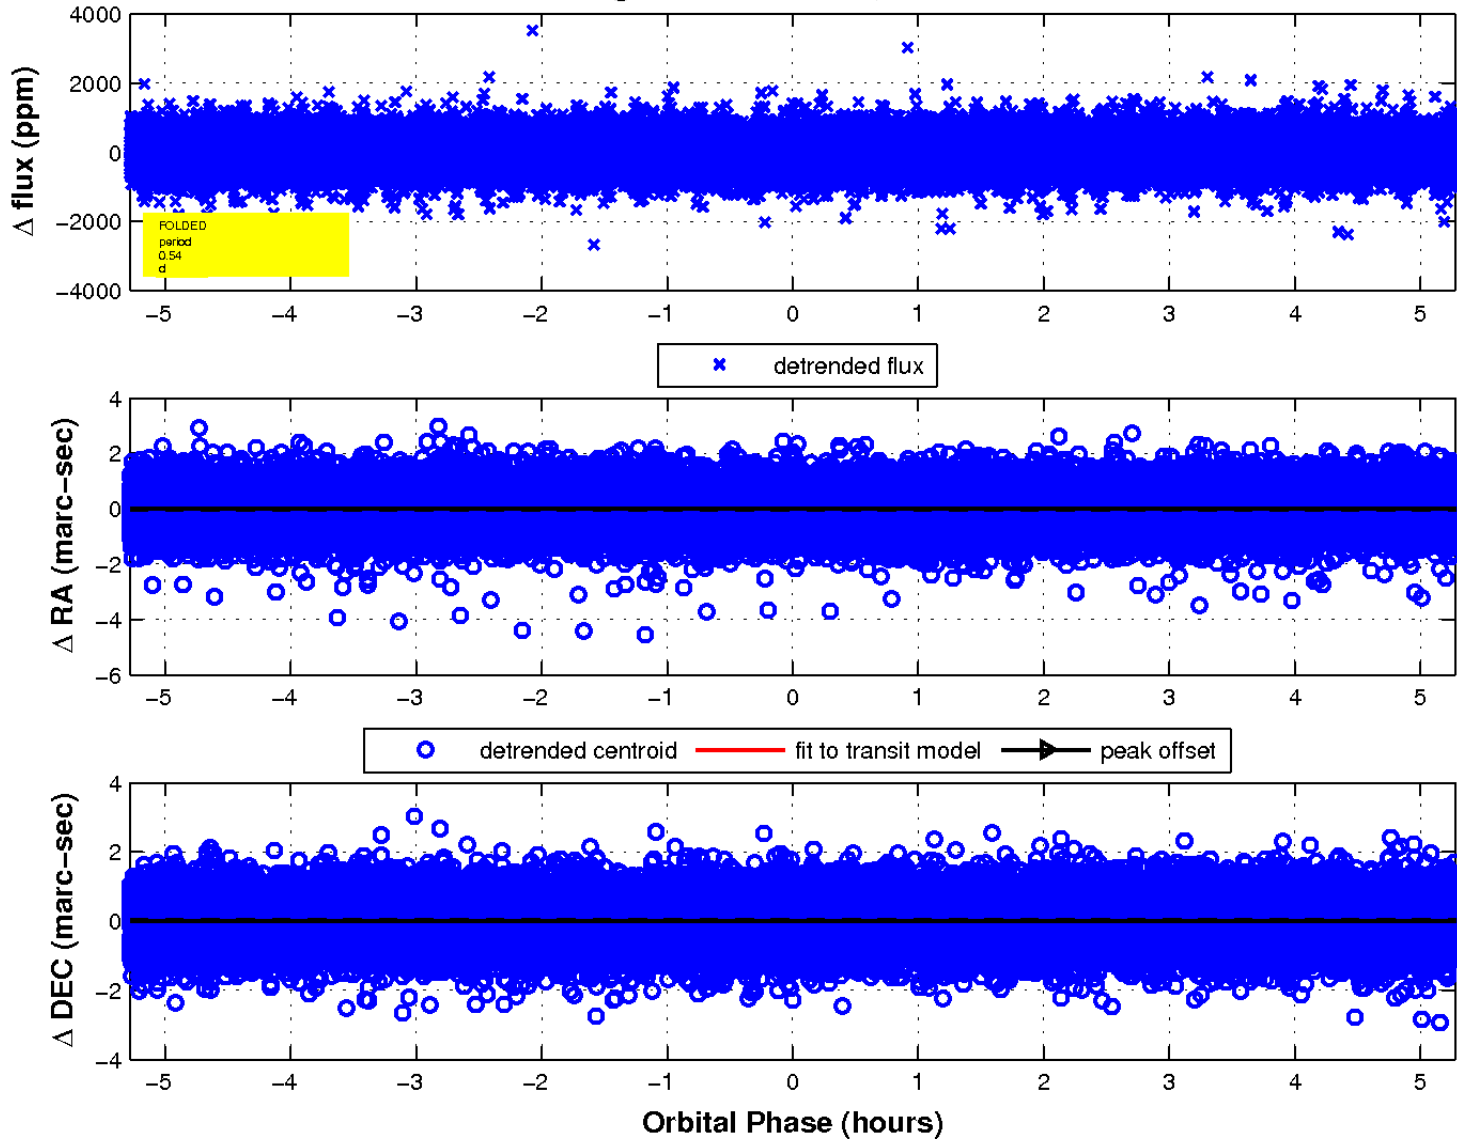 4000
2000
0
−2000
−4000
Δ flux (ppm)
FOLDED
period
0.54
d
−5 −4 −3 −2 −1 0 1 2 3 4 5
detrended flux
4
2
0
−2
−4
−6
Δ RA (marc−sec)
−5 −4 −3 −2 −1 0 1 2 3 4 5
detrended centroid fit to transit model peak offset
4
2
0
−2
−4
Δ DEC (marc−sec)
−5 −4 −3 −2 −1 0 1 2 3 4 5
Orbital Phase (hours)